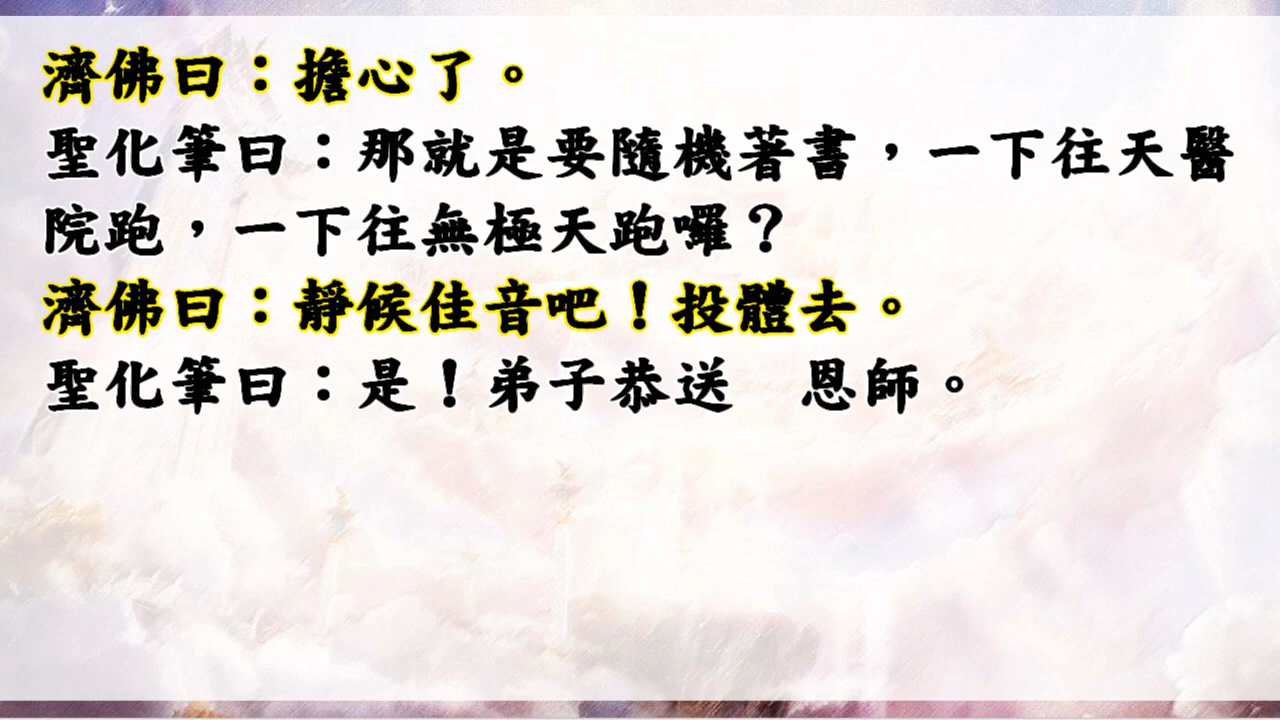 濟佛曰：擔心了。
聖化筆曰：那就是要隨機著書，一下往天醫
院跑，一下往無極天跑囉？
濟佛曰：靜候佳音吧！投體去。
聖化筆曰：是！弟子恭送　恩師。